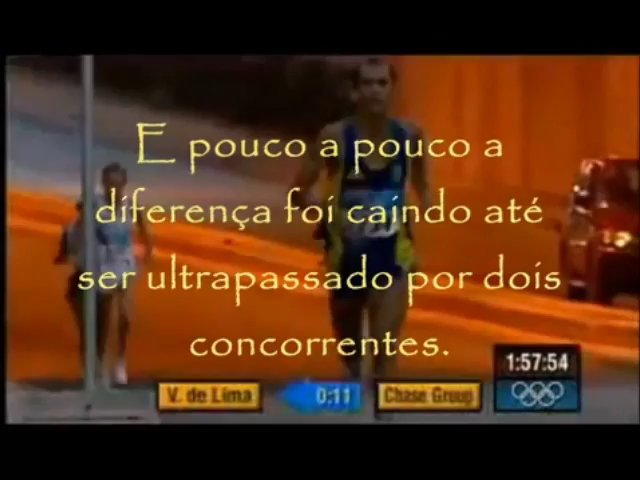 E pouco a pouco a
diferença foi caindo até
ser ultrapassado por dois
concorrentes.
1:57:54
V. de Lima 0:11 Chase Group